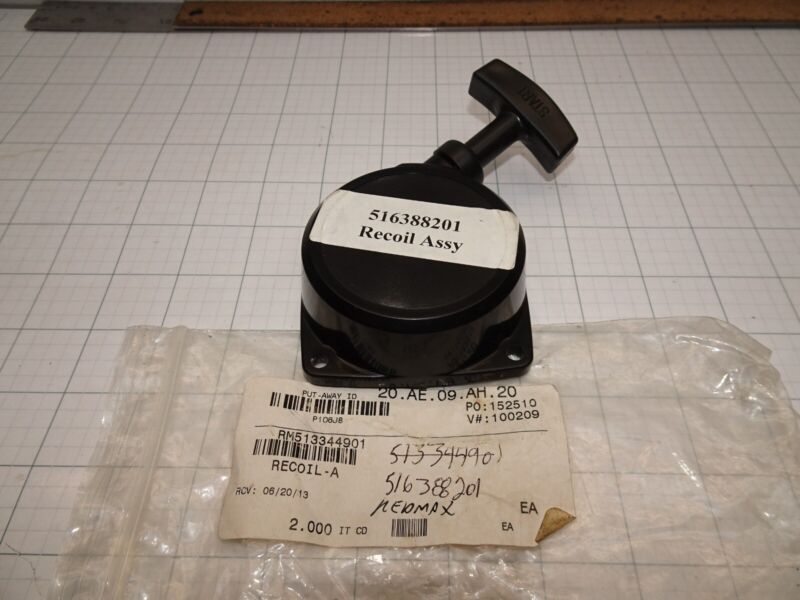 START
516388201
Recoil Assy
PUT-AWAY ID
20.AE.09.AH.20
P106J8
PO:152510
V#:100209
RM513344901
RECOIL-A
513344901
516388201
REDMAX
RCV: 06/20/13
2.000 IT CD
EA
EA